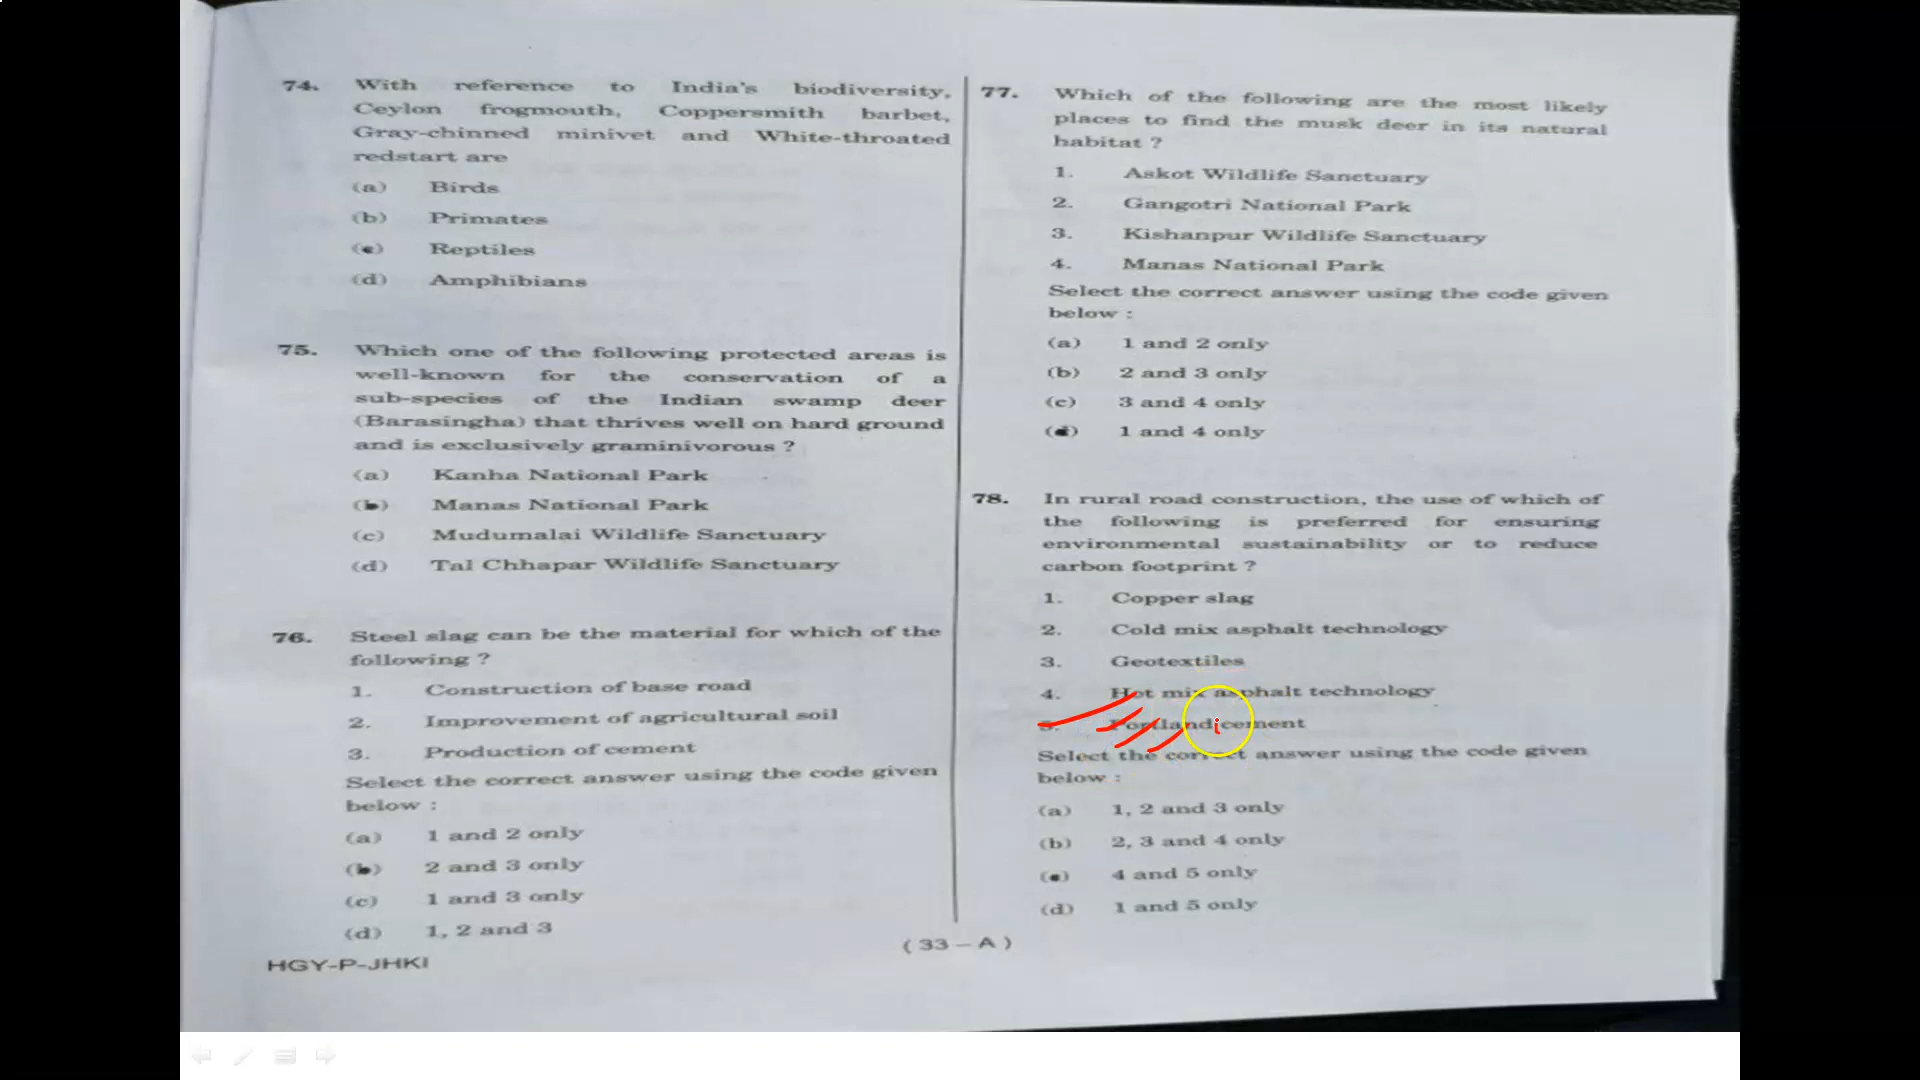 74. With reference to India's biodiversity,
Ceylon frogmouth, Coppersmith barbet,
Gray-chinned minivet and White-throated
redstart are
(a) Birds
(b) Primates
(c) Reptiles
(d) Amphibians
75. Which one of the following protected areas is
well-known for the conservation of a
sub-species of the Indian swamp deer
(Barasingha) that thrives well on hard ground
and is exclusively graminivorous ?
(a) Kanha National Park
(b) Manas National Park
(c) Mudumalai Wildlife Sanctuary
(d) Tal Chhapar Wildlife Sanctuary
76. Steel slag can be the material for which of the
following ?
1. Construction of base road
2. Improvement of agricultural soil
3. Production of cement
Select the correct answer using the code given
below :
(a) 1 and 2 only
(b) 2 and 3 only
(c) 1 and 3 only
(d) 1, 2 and 3
HGY-P-JHKI
77. Which of the following are the most likely
places to find the musk deer in its natural
habitat ?
1. Askot Wildlife Sanctuary
2. Gangotri National Park
3. Kishanpur Wildlife Sanctuary
4. Manas National Park
Select the correct answer using the code given
below :
(a) 1 and 2 only
(b) 2 and 3 only
(c) 3 and 4 only
(d) 1 and 4 only
78. In rural road construction, the use of which of
the following is preferred for ensuring
environmental sustainability or to reduce
carbon footprint ?
1. Copper slag
2. Cold mix asphalt technology
3. Geotextiles
4. Hot mix asphalt technology
5. Portland cement
Select the correct answer using the code given
below :
(a) 1, 2 and 3 only
(b) 2, 3 and 4 only
(c) 4 and 5 only
(d) 1 and 5 only
( 33 – A )